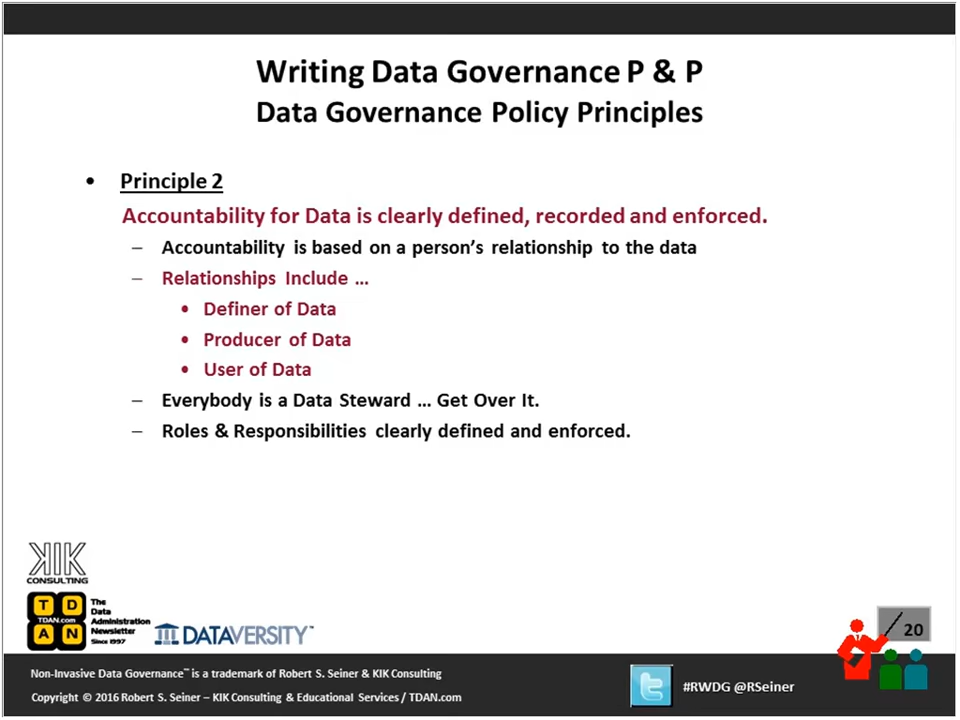 Writing Data Governance P & P
Data Governance Policy Principles
• Principle 2
Accountability for Data is clearly defined, recorded and enforced.
– Accountability is based on a person's relationship to the data
– Relationships Include …
• Definer of Data
• Producer of Data
• User of Data
– Everybody is a Data Steward … Get Over It.
– Roles & Responsibilities clearly defined and enforced.
KIK
CONSULTING
T D
TDAN.com
A N
The
Data
Administration
Newsletter
Since 1997
DATAVERSITY™
20
Non-Invasive Data Governance™ is a trademark of Robert S. Seiner & KIK Consulting
Copyright © 2016 Robert S. Seiner – KIK Consulting & Educational Services / TDAN.com
#RWDG @RSeiner